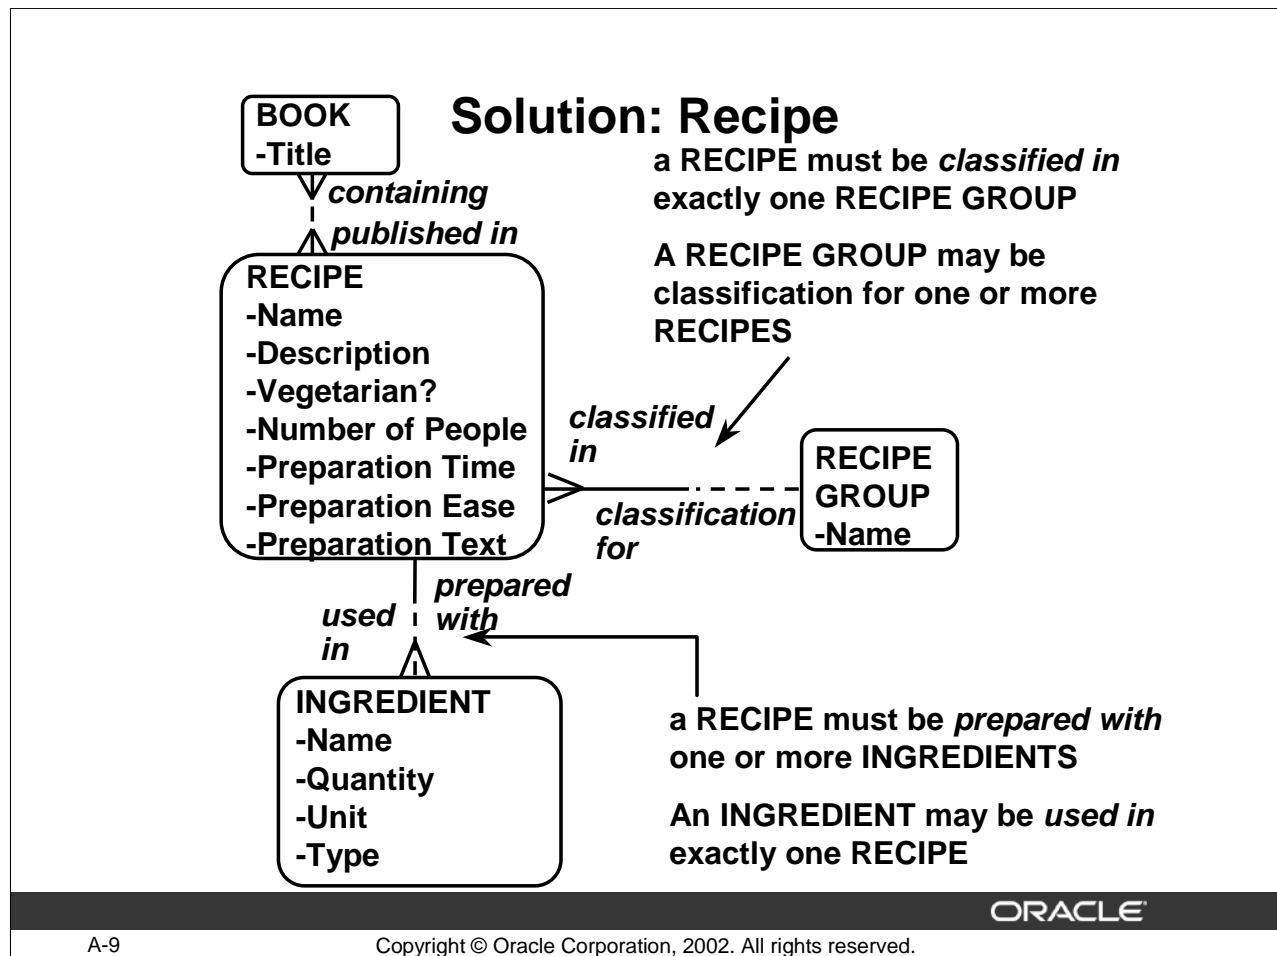 Solution: Recipe
BOOK
-Title
containing
published in
RECIPE
-Name
-Description
-Vegetarian?
-Number of People
-Preparation Time
-Preparation Ease
-Preparation Text
a RECIPE must be classified in
exactly one RECIPE GROUP
A RECIPE GROUP may be
classification for one or more
RECIPES
classified
in
classification
for
RECIPE
GROUP
-Name
prepared
with
used
in
INGREDIENT
-Name
-Quantity
-Unit
-Type
a RECIPE must be prepared with
one or more INGREDIENTS
An INGREDIENT may be used in
exactly one RECIPE
ORACLE
A-9
Copyright © Oracle Corporation, 2002. All rights reserved.